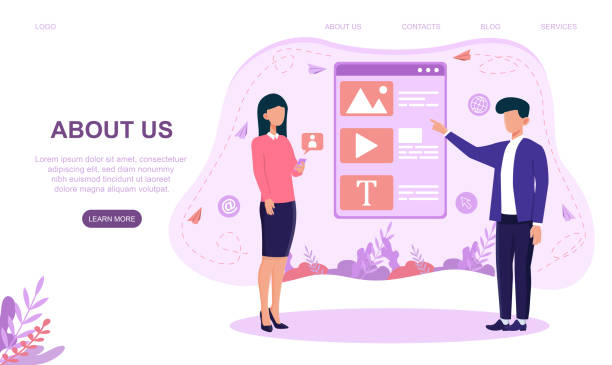 LOGO
ABOUT US
CONTACTS
BLOG
SERVICES
ABOUT US
Lorem ipsum dolor sit amet, consectetuer
adipiscing elit, sed diam nonummy nibh
euismod tincidunt ut laoreet
dolore magna aliquam volutpat.
LEARN MORE
@
T